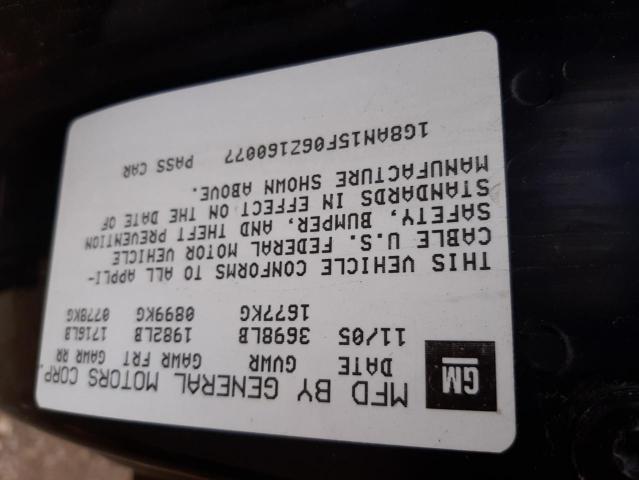 GM MFD BY GENERAL MOTORS CORP.
DATE GVWR GAWR FRT GAWR RR
11/05 3698LB 1982LB 1716LB
1677KG 0899KG 0778KG
THIS VEHICLE CONFORMS TO ALL APPLI-
CABLE U.S. FEDERAL MOTOR VEHICLE
SAFETY, BUMPER, AND THEFT PREVENTION
STANDARDS IN EFFECT ON THE DATE OF
MANUFACTURE SHOWN ABOVE.
1G8AN15F06Z160077 PASS CAR